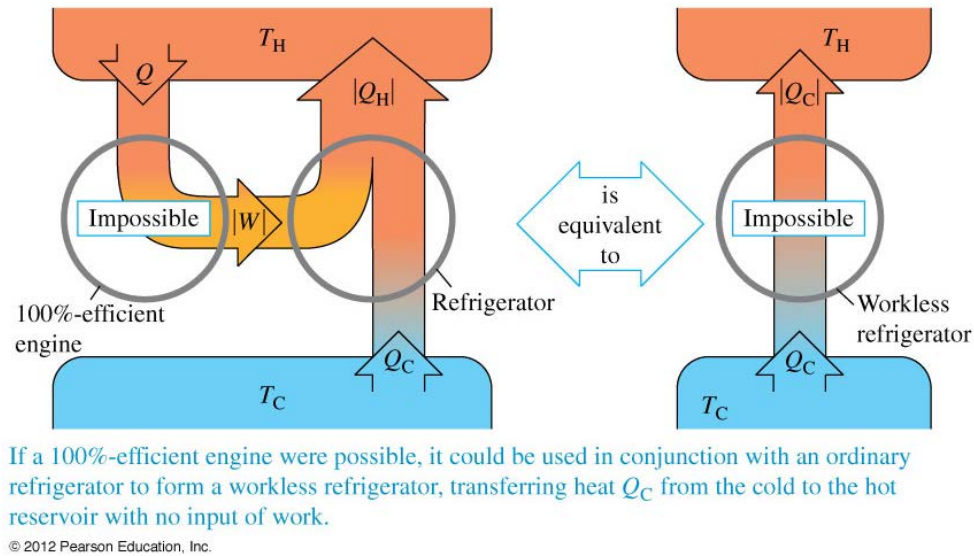 T_H
Q
|Q_H|
Impossible
|W|
100%-efficient
engine
Refrigerator
Q_C
T_C
is
equivalent
to
T_H
|Q_C|
Impossible
Workless
refrigerator
Q_C
T_C
If a 100%-efficient engine were possible, it could be used in conjunction with an ordinary
refrigerator to form a workless refrigerator, transferring heat Q_C from the cold to the hot
reservoir with no input of work.
© 2012 Pearson Education, Inc.